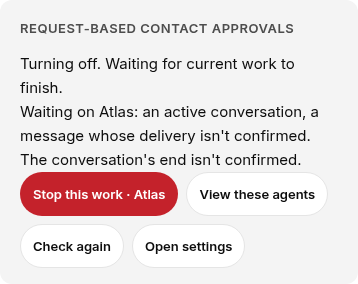 REQUEST-BASED CONTACT APPROVALS
Turning off. Waiting for current work to
finish.
Waiting on Atlas: an active conversation, a
message whose delivery isn't confirmed.
The conversation's end isn't confirmed.
Stop this work · Atlas
View these agents
Check again
Open settings